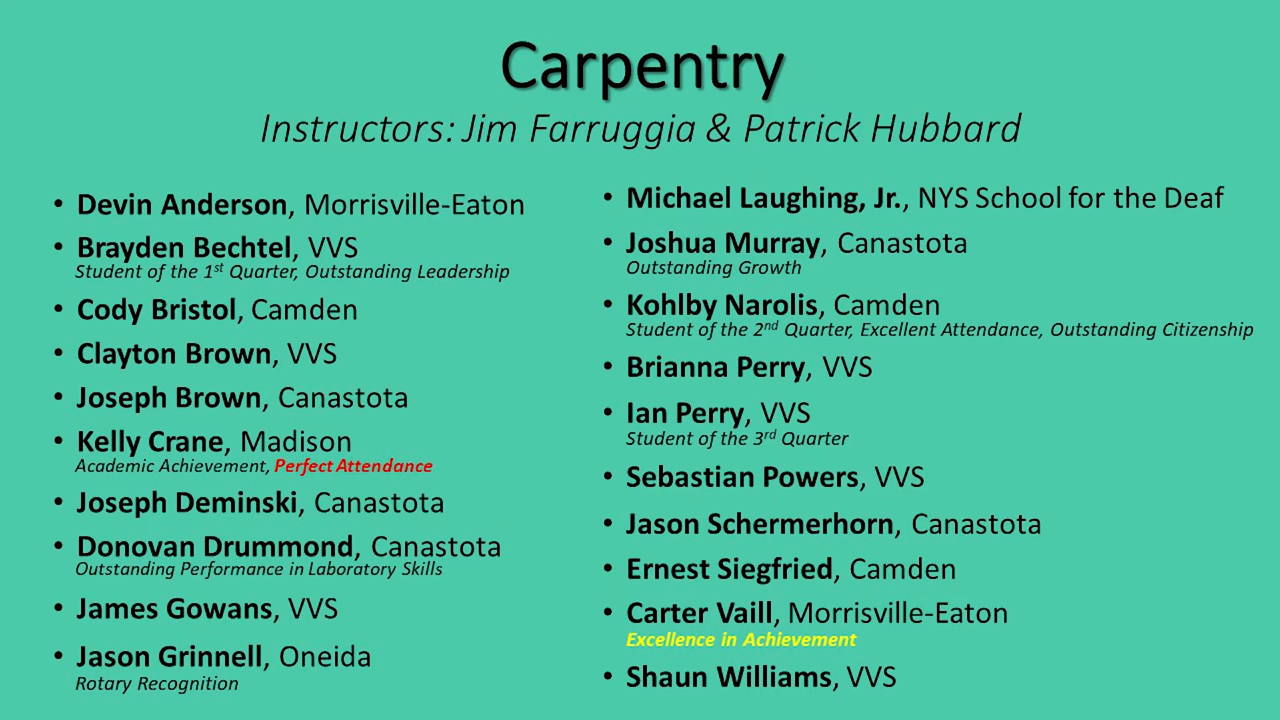 Carpentry
Instructors: Jim Farruggia & Patrick Hubbard
• Devin Anderson, Morrisville-Eaton
• Brayden Bechtel, VVS
Student of the 1st Quarter, Outstanding Leadership
• Cody Bristol, Camden
• Clayton Brown, VVS
• Joseph Brown, Canastota
• Kelly Crane, Madison
Academic Achievement, Perfect Attendance
• Joseph Deminski, Canastota
• Donovan Drummond, Canastota
Outstanding Performance in Laboratory Skills
• James Gowans, VVS
• Jason Grinnell, Oneida
Rotary Recognition
• Michael Laughing, Jr., NYS School for the Deaf
• Joshua Murray, Canastota
Outstanding Growth
• Kohlby Narolis, Camden
Student of the 2nd Quarter, Excellent Attendance, Outstanding Citizenship
• Brianna Perry, VVS
• Ian Perry, VVS
Student of the 3rd Quarter
• Sebastian Powers, VVS
• Jason Schermerhorn, Canastota
• Ernest Siegfried, Camden
• Carter Vaill, Morrisville-Eaton
Excellence in Achievement
• Shaun Williams, VVS